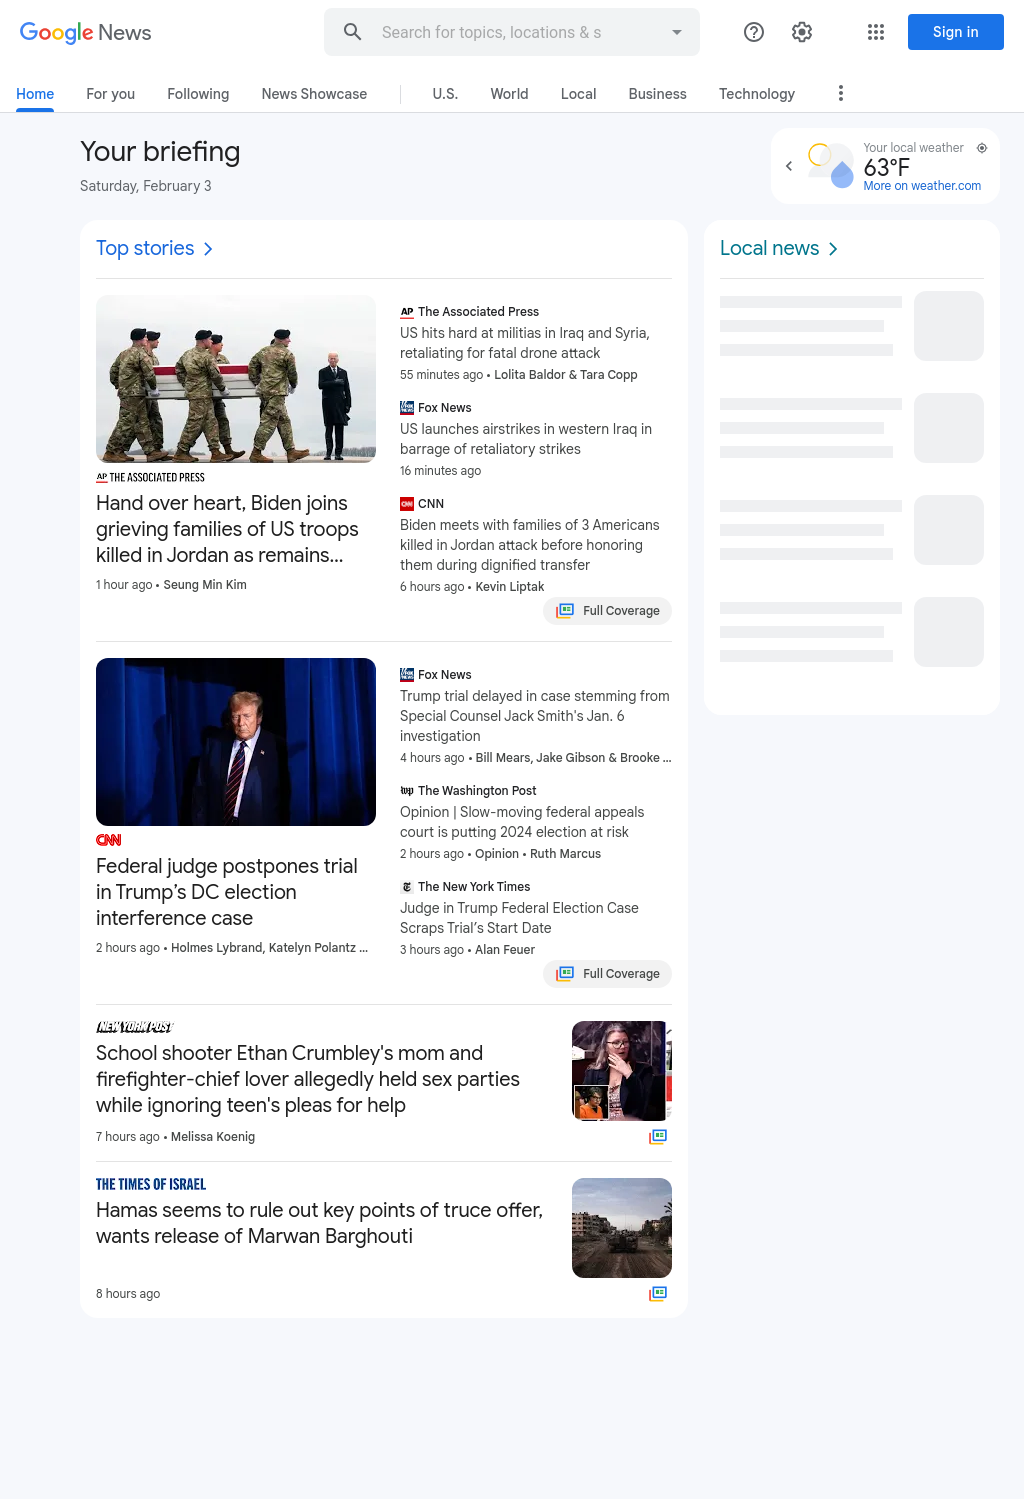 Google News
Search for topics, locations & s
Sign in
Home
For you
Following
News Showcase
U.S.
World
Local
Business
Technology
Your briefing
Saturday, February 3
Your local weather
63°F
More on weather.com
Top stories
AP THE ASSOCIATED PRESS
Hand over heart, Biden joins
grieving families of US troops
killed in Jordan as remains...
1 hour ago • Seung Min Kim
AP The Associated Press
US hits hard at militias in Iraq and Syria,
retaliating for fatal drone attack
55 minutes ago • Lolita Baldor & Tara Copp
Fox News
US launches airstrikes in western Iraq in
barrage of retaliatory strikes
16 minutes ago
CNN CNN
Biden meets with families of 3 Americans
killed in Jordan attack before honoring
them during dignified transfer
6 hours ago • Kevin Liptak
Full Coverage
CNN
Federal judge postpones trial
in Trump’s DC election
interference case
2 hours ago • Holmes Lybrand, Katelyn Polantz ...
Fox News
Trump trial delayed in case stemming from
Special Counsel Jack Smith's Jan. 6
investigation
4 hours ago • Bill Mears, Jake Gibson & Brooke ...
wp The Washington Post
Opinion | Slow-moving federal appeals
court is putting 2024 election at risk
2 hours ago • Opinion • Ruth Marcus
T The New York Times
Judge in Trump Federal Election Case
Scraps Trial’s Start Date
3 hours ago • Alan Feuer
Full Coverage
NEW YORK POST
School shooter Ethan Crumbley's mom and
firefighter-chief lover allegedly held sex parties
while ignoring teen's pleas for help
7 hours ago • Melissa Koenig
THE TIMES OF ISRAEL
Hamas seems to rule out key points of truce offer,
wants release of Marwan Barghouti
8 hours ago
Local news